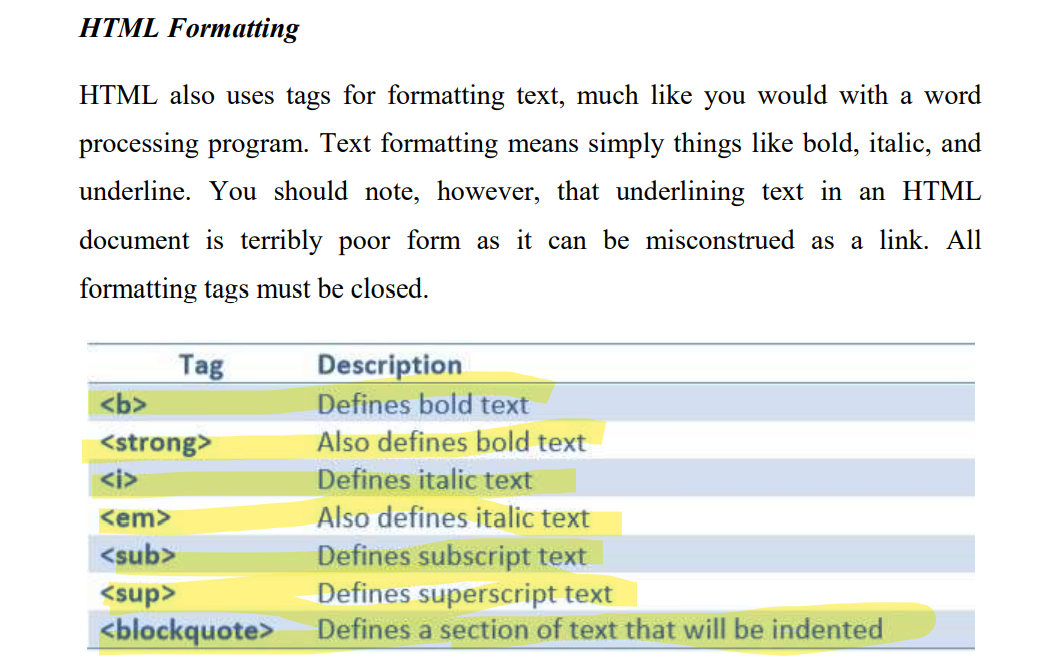 HTML Formatting
HTML also uses tags for formatting text, much like you would with a word
processing program. Text formatting means simply things like bold, italic, and
underline. You should note, however, that underlining text in an HTML
document is terribly poor form as it can be misconstrued as a link. All
formatting tags must be closed.
Tag Description
<b> Defines bold text
<strong> Also defines bold text
<i> Defines italic text
<em> Also defines italic text
<sub> Defines subscript text
<sup> Defines superscript text
<blockquote> Defines a section of text that will be indented